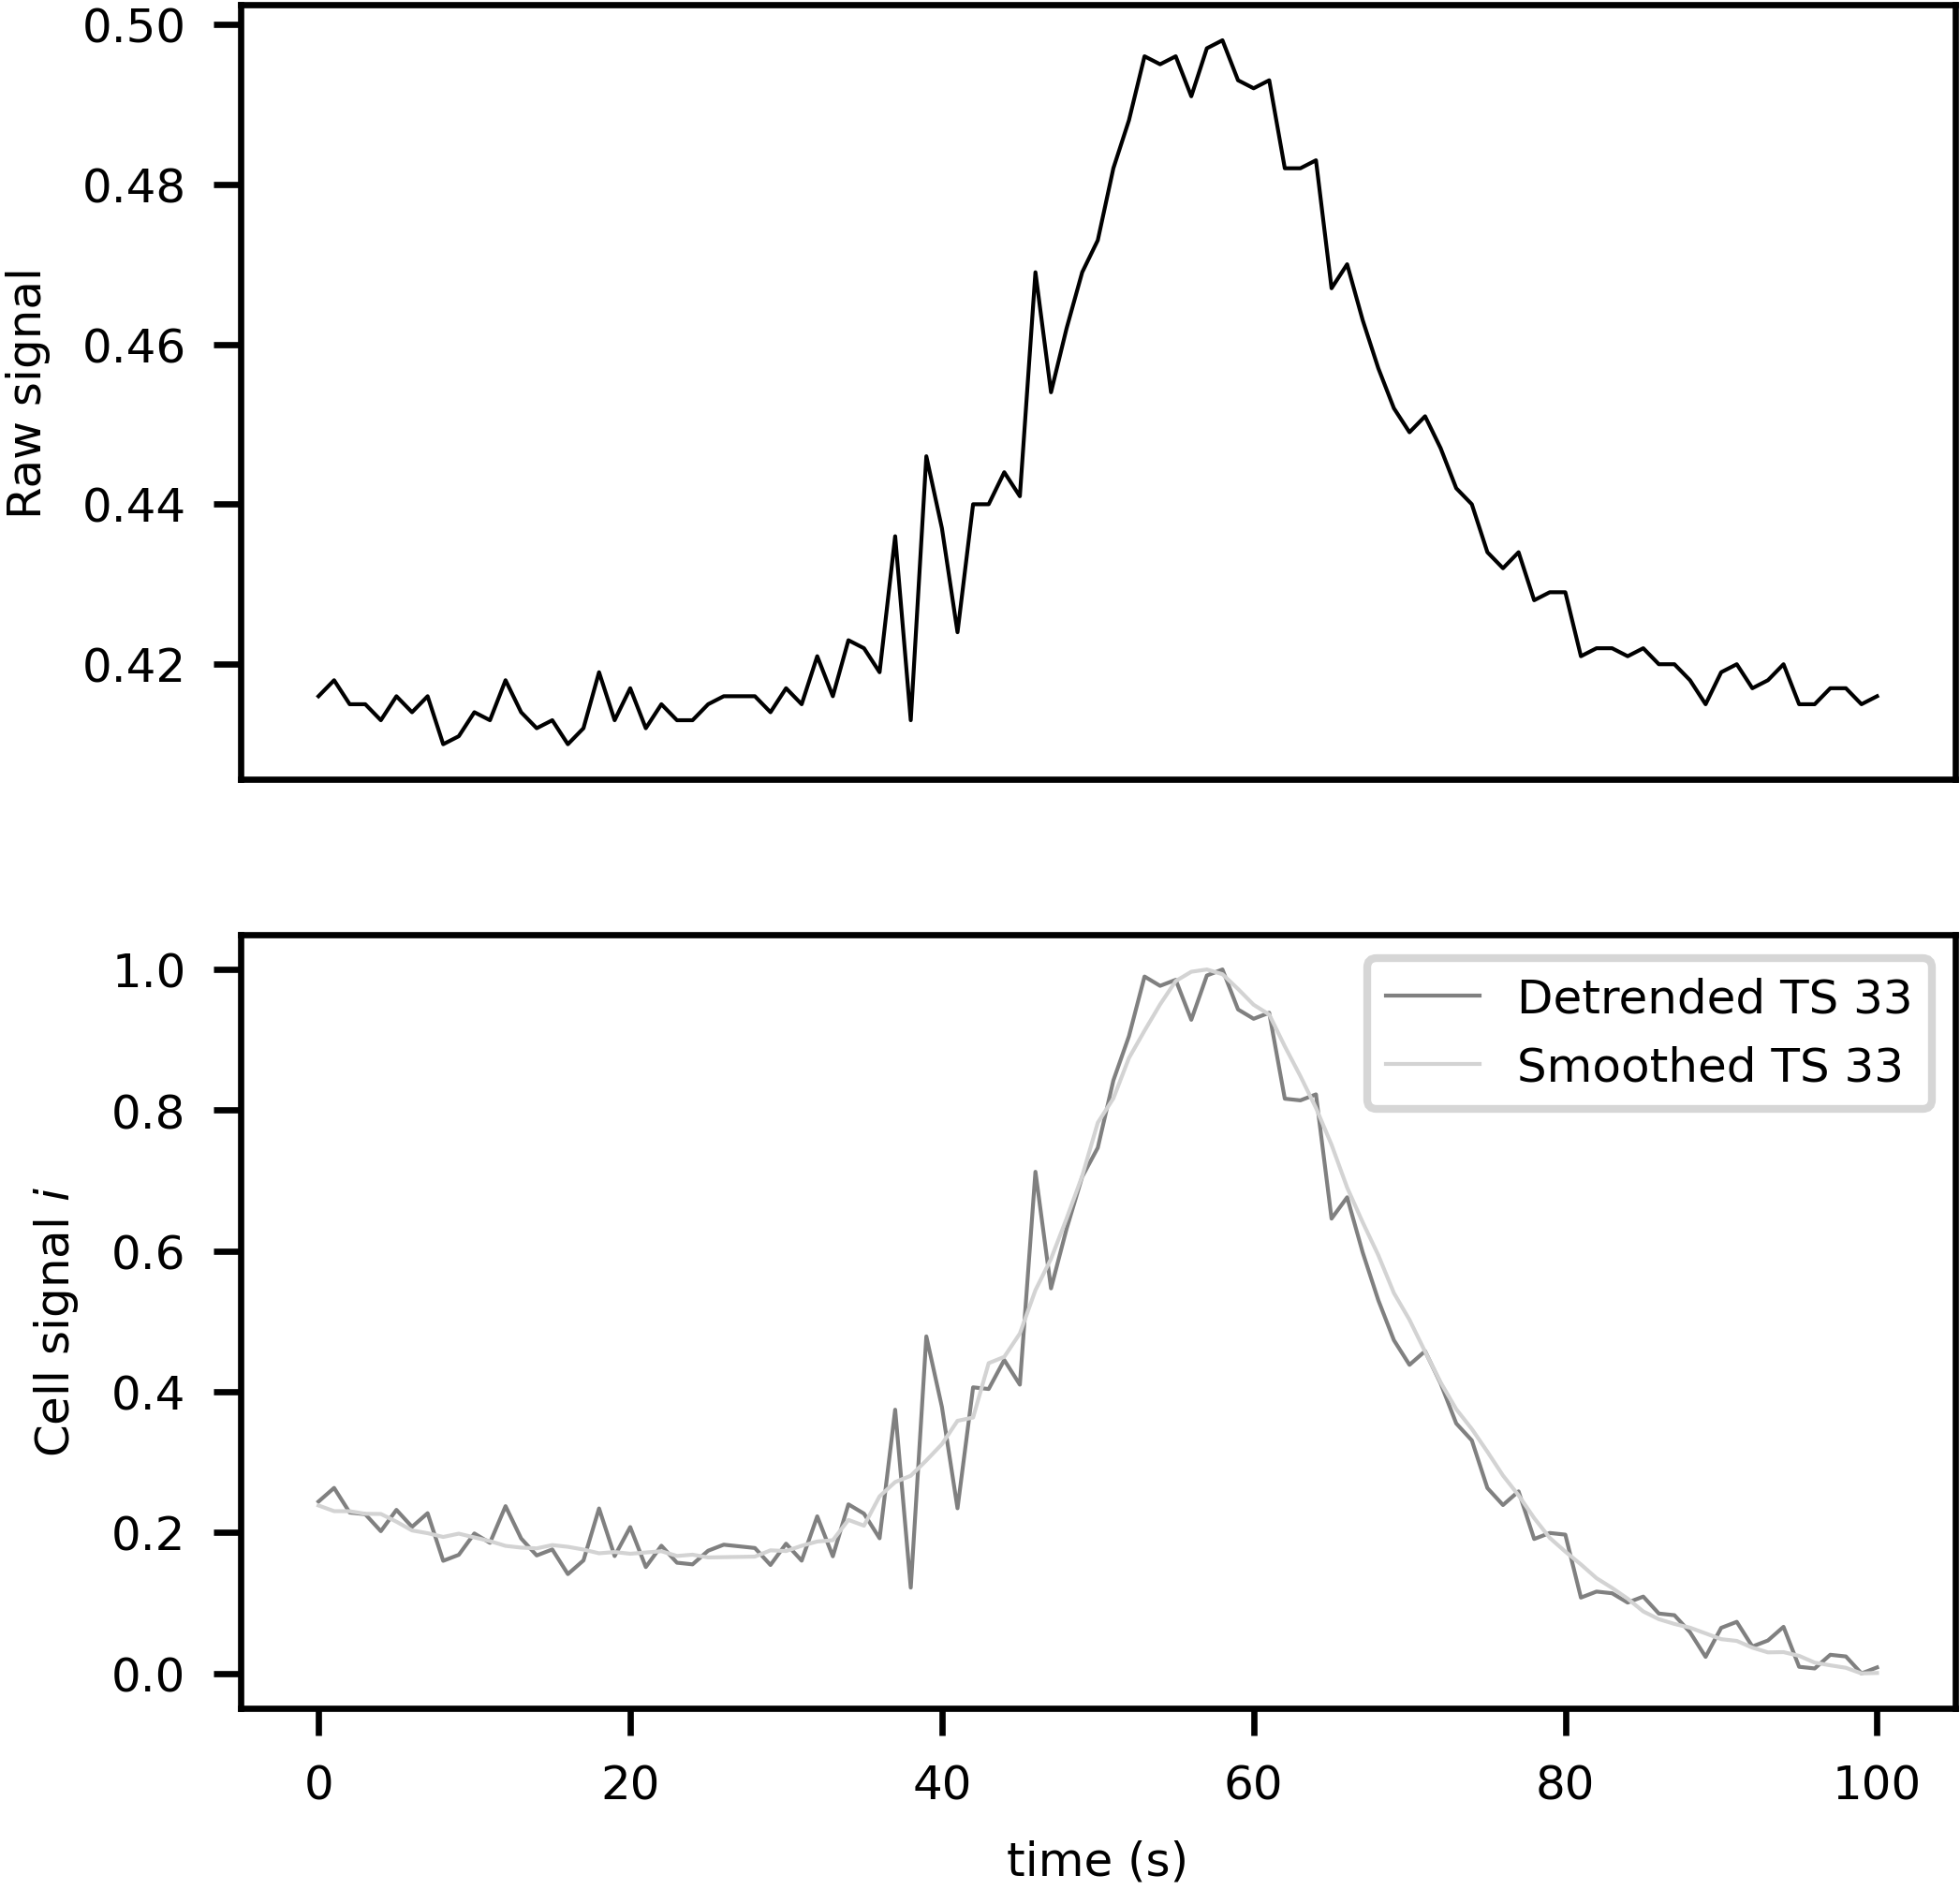 Raw signal
0.50
0.48
0.46
0.44
0.42
Cell signal i
1.0
0.8
0.6
0.4
0.2
0.0
Detrended TS 33
Smoothed TS 33
0 20 40 60 80 100
time (s)